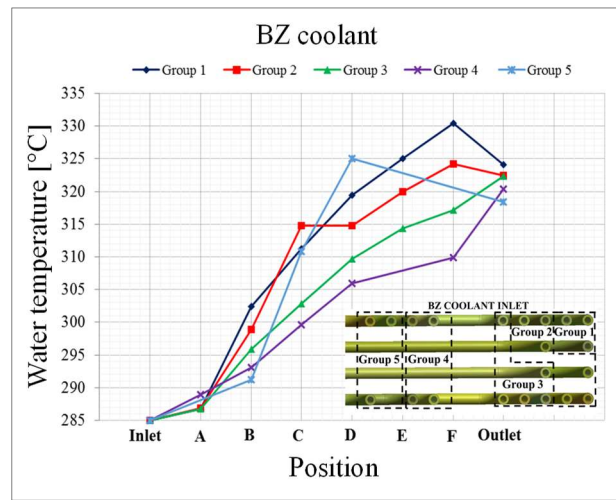 BZ coolant
Group 1 Group 2 Group 3 Group 4 Group 5
Water temperature [°C]
335
330
325
320
315
310
305
300
295
290
285
BZ COOLANT INLET
Group 2 Group 1
Group 5 Group 4
Group 3
Inlet A B C D E F Outlet
Position